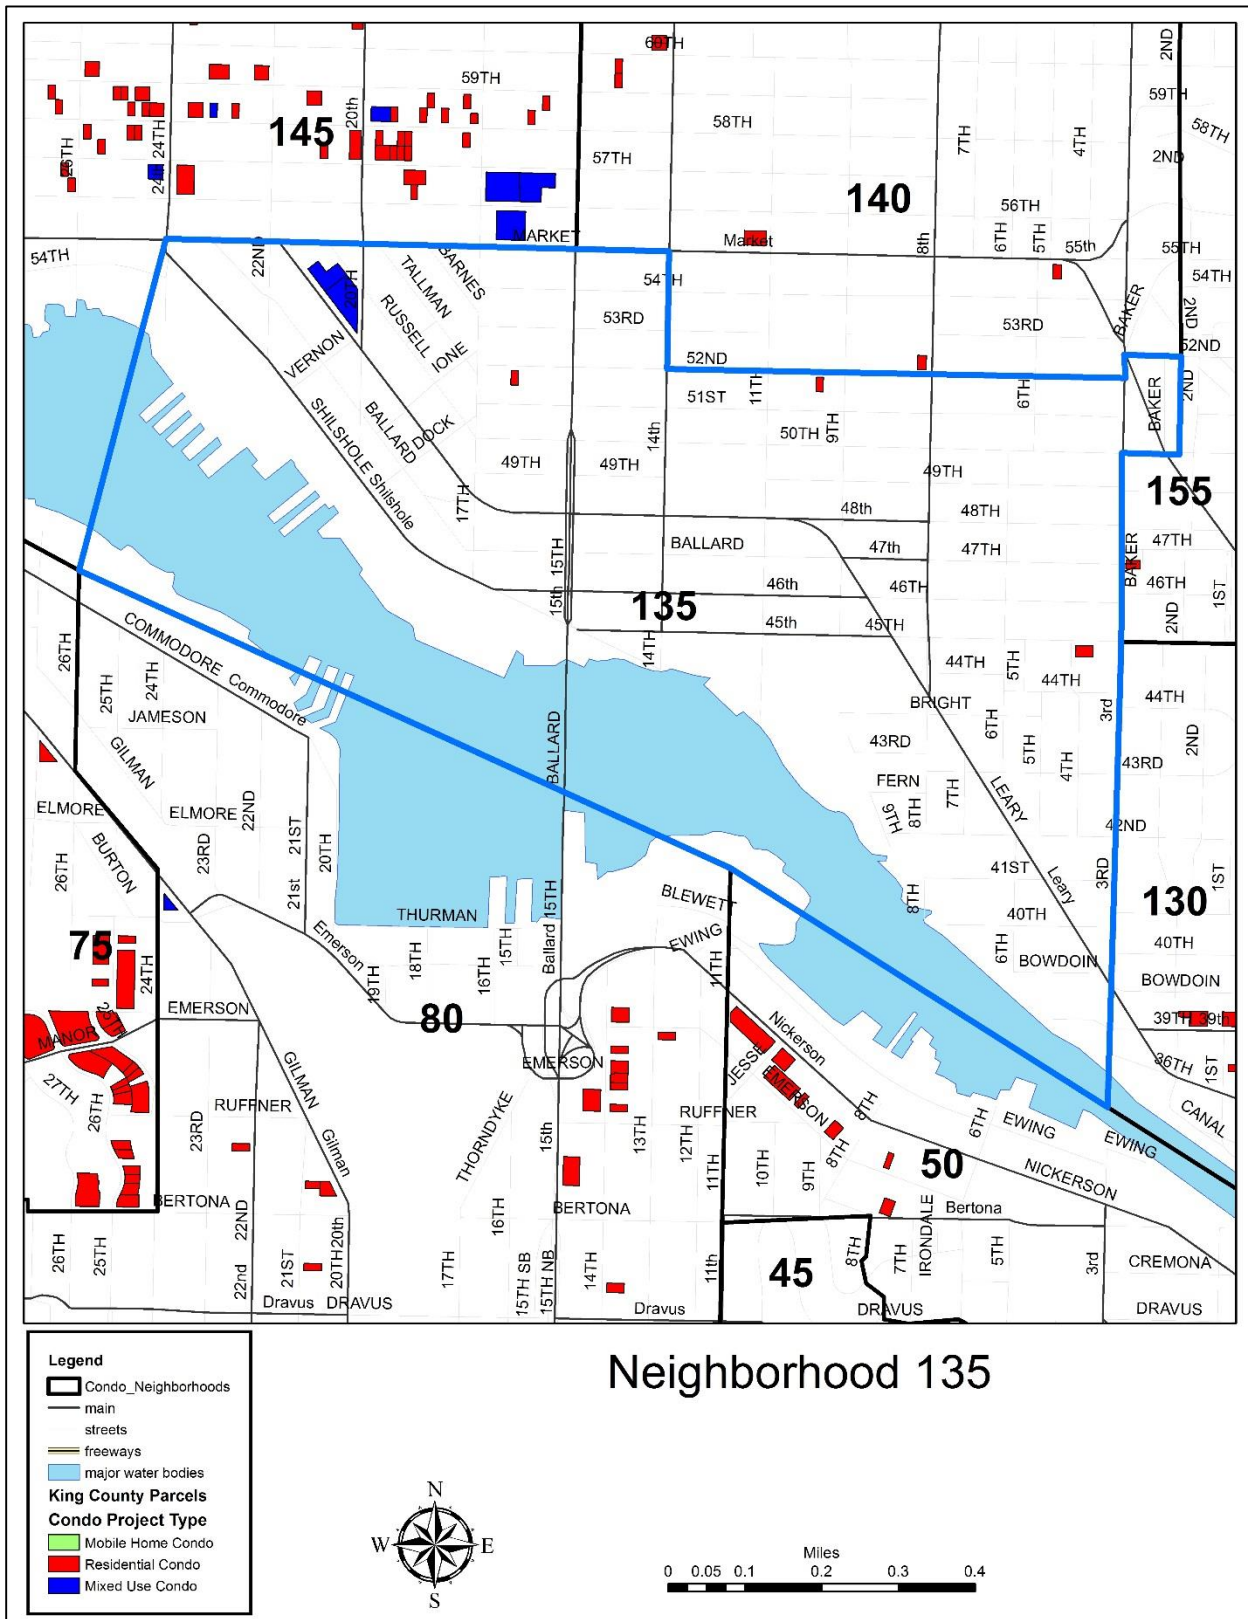 60TH
2ND
59TH
59TH
20th
145
58TH
7TH
4TH
58TH
24TH
26TH
24th
57TH
2ND
140
56TH
6TH
5TH
MARKET
Market
8th
55th
55TH
54TH
22ND
BARNES
TALLMAN
54TH
54TH
20TH
RUSSELL
IONE
53RD
53RD
BAKER
2ND
52ND
VERNON
52ND
11TH
51ST
6TH
BAKER
2ND
SHILSHOLE Shilshole
BALLARD
DOCK
14th
50TH
9TH
49TH
49TH
49TH
155
17TH
48th
48TH
BALLARD
47th
47TH
47TH
15TH
15th
46th
46TH
BAKER
46TH
1ST
135
45th
45TH
2ND
COMMODORE Commodore
26TH
14TH
44TH
5TH
44TH
44TH
25TH
24TH
JAMESON
BRIGHT
6TH
3rd
2ND
GILMAN
BALLARD
43RD
5TH
4TH
43RD
FERN
ELMORE
ELMORE
22ND
9TH
8TH
7TH
LEARY
42ND
BURTON
26TH
23RD
21ST
21st
20TH
41ST
Leary
3RD
1ST
BLEWETT
8TH
130
THURMAN
15TH
Ballard
EWING
40TH
40TH
75
24TH
Emerson
18TH
15TH
11TH
6TH
BOWDOIN
BOWDOIN
19TH
16TH
EMERSON
25TH
80
Nickerson
39TH 39th
MANOR
EMERSON
JESSE
EMERSON
36TH
1ST
27TH
26TH
GILMAN
RUFFNER
THORNDYKE
RUFFNER
8TH
6TH
EWING
CANAL
23RD
Gilman
15th
13TH
12TH
11TH
10TH
9TH
8TH
50
EWING
NICKERSON
BERTONA
22ND
16TH
BERTONA
IRONDALE
Bertona
26TH
25TH
22nd
21ST
20TH 20th
17TH
15TH SB
15TH NB
14TH
11th
45
8TH
7TH
5TH
3rd
CREMONA
Dravus
DRAVUS
Dravus
DRAVUS
DRAVUS
Neighborhood 135
Legend
Condo_Neighborhoods
main
streets
freeways
major water bodies
King County Parcels
Condo Project Type
Mobile Home Condo
Residential Condo
Mixed Use Condo
N
W
E
S
Miles
0 0.05 0.1 0.2 0.3 0.4